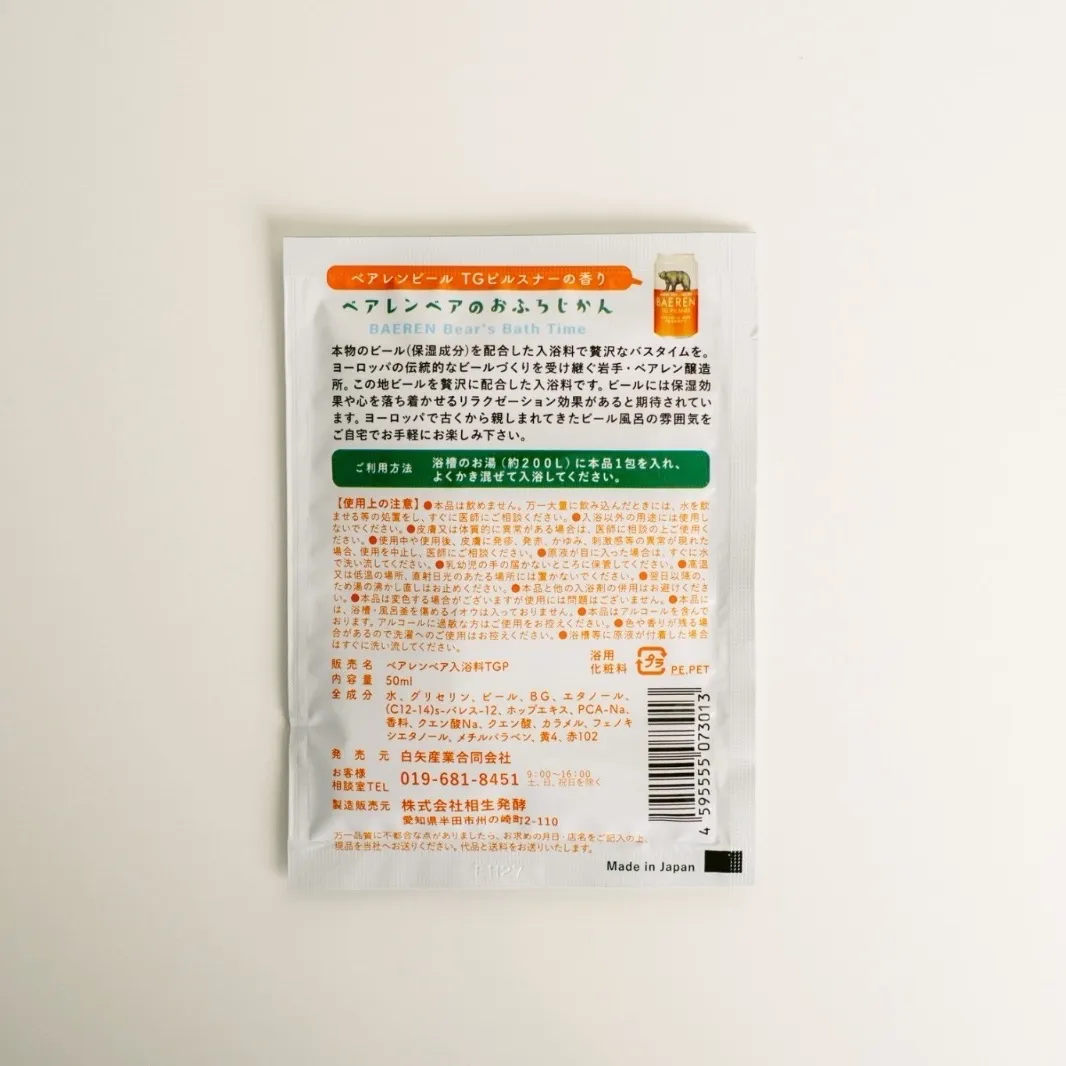 ベアレンビール TGピルスナーの香り
BAEREN
ベアレンベアのおふろじかん
BAEREN Bear's Bath Time
本物のビール(保湿成分)を配合した入浴料で贅沢なバスタイムを。
ヨーロッパの伝統的なビールづくりを受け継ぐ岩手・ベアレン醸造
所。この地ビールを贅沢に配合した入浴料です。ビールには保湿効
果や心を落ち着かせるリラクゼーション効果があると期待されてい
ます。ヨーロッパで古くから親しまれてきたビール風呂の雰囲気を
ご自宅でお手軽にお楽しみ下さい。
ご利用方法
浴槽のお湯(約200L)に本品1包を入れ、
よくかき混ぜて入浴してください。
【使用上の注意】●本品は飲めません。万一大量に飲み込んだときには、水を飲
ませる等の処置をし、すぐに医師にご相談ください。●入浴以外の用途には使用し
ないでください。●皮膚又は体質的に異常がある場合は、医師に相談の上ご使用く
ださい。●使用中や使用後、皮膚に発疹、発赤、かゆみ、刺激感等の異常が現れた
場合、使用を中止し、医師にご相談ください。●原液が目に入った場合は、すぐに水
で洗い流してください。●乳幼児の手の届かないところに保管してください。●高温
又は低温の場所、直射日光のあたる場所には置かないでください。●翌日以降の、
ため湯の沸かし直しはお止めください。●本品と他の入浴剤の併用はお避けくださ
い。●本品は変色する場合がございますが使用には問題はございません。●本品に
は、浴槽・風呂釜を傷めるイオウは入っておりません。●本品はアルコールを含んで
おります。アルコールに過敏な方はご使用をお控えください。●色や香りが残る場
合があるので洗濯へのご使用はお控えください。●浴槽等に原液が付着した場合
はすぐに洗い流してください。
販売名 ベアレンベア入浴料TGP
内容量 50ml
全成分 水、グリセリン、ビール、BG、エタノール、
(C12-14)s-パレス-12、ホップエキス、PCA-Na、
香料、クエン酸Na、クエン酸、カラメル、フェノキ
シエタノール、メチルパラベン、黄4、赤102
浴用
化粧料
プラ
PE.PET
発売元 白矢産業合同会社
お客様
相談室TEL
019-681-8451
9:00〜16:00
土、日、祝日を除く
製造販売元 株式会社相生発酵
愛知県半田市州の崎町2-110
万一品質に不都合な点がありましたら、お求めの月日・店名をご記入の上、
現品を当社へお送りください。代品と送料をお送りいたします。
4 595555 073013
Made in Japan